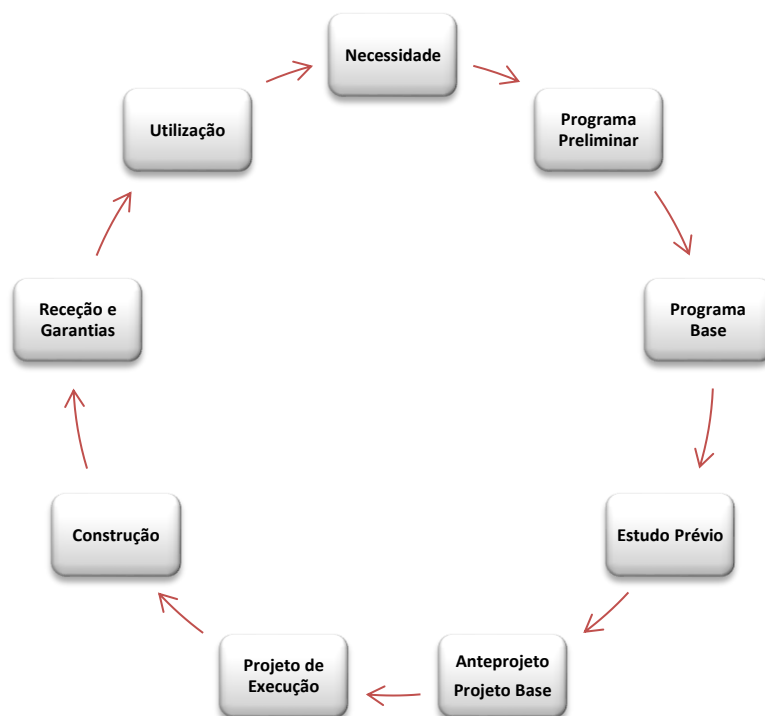 Necessidade
Programa
Preliminar
Programa
Base
Estudo Prévio
Anteprojeto
Projeto Base
Projeto de
Execução
Construção
Receção e
Garantias
Utilização